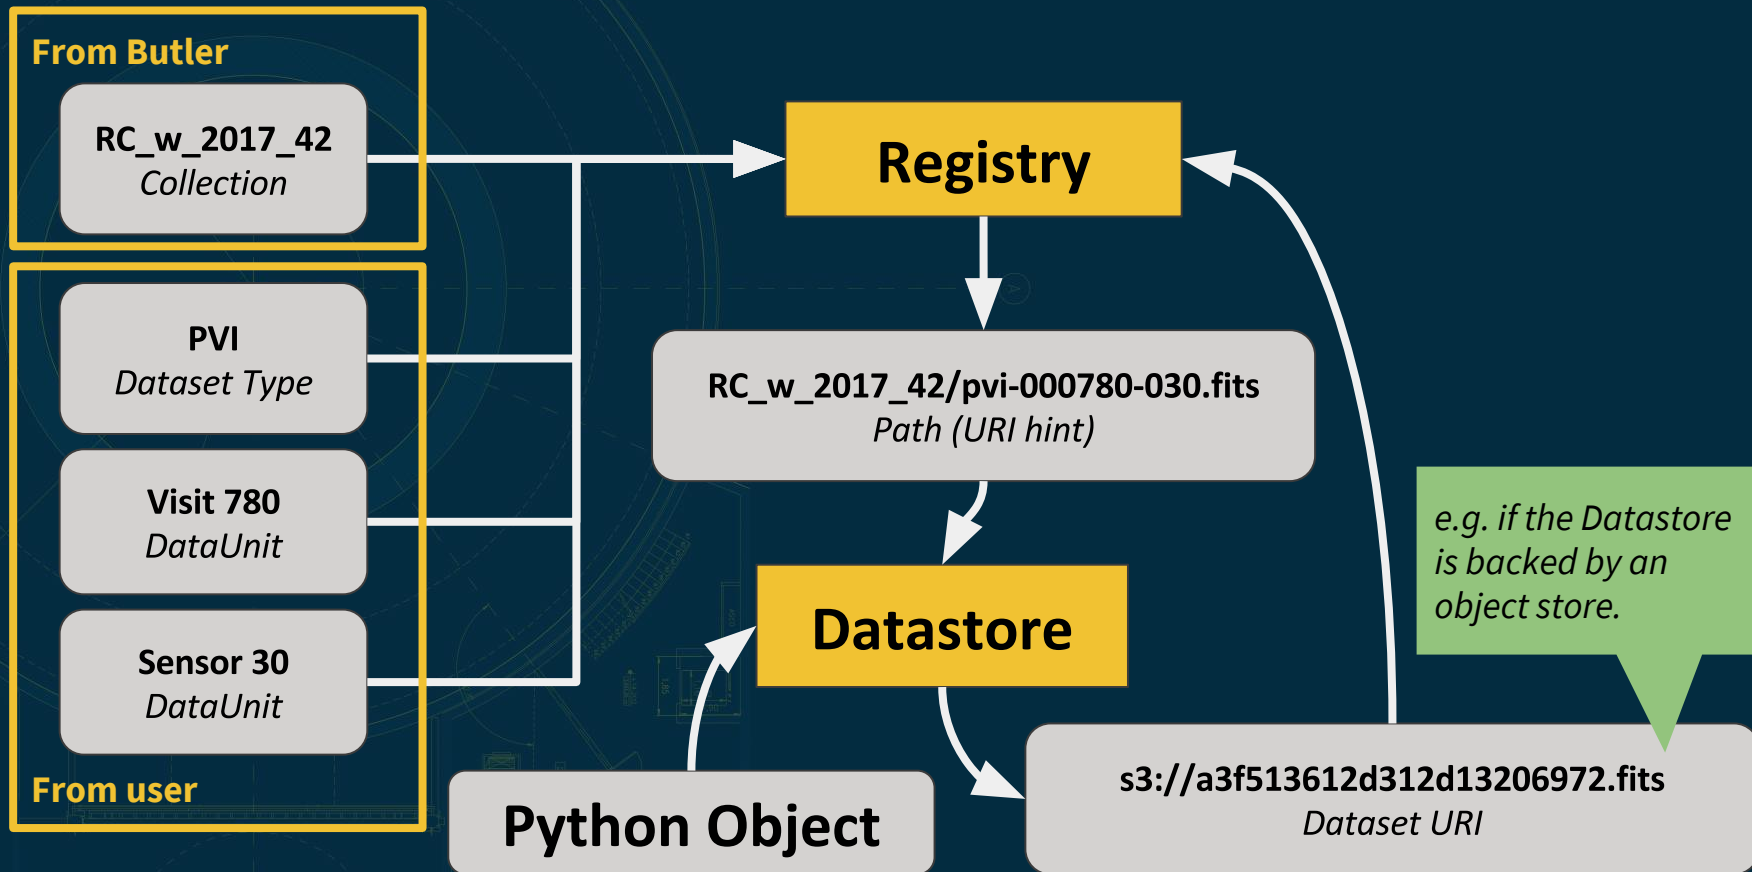 From Butler
RC_w_2017_42
Collection
PVI
Dataset Type
Visit 780
DataUnit
Sensor 30
DataUnit
From user
Registry
RC_w_2017_42/pvi-000780-030.fits
Path (URI hint)
Datastore
Python Object
e.g. if the Datastore
is backed by an
object store.
s3://a3f513612d312d13206972.fits
Dataset URI